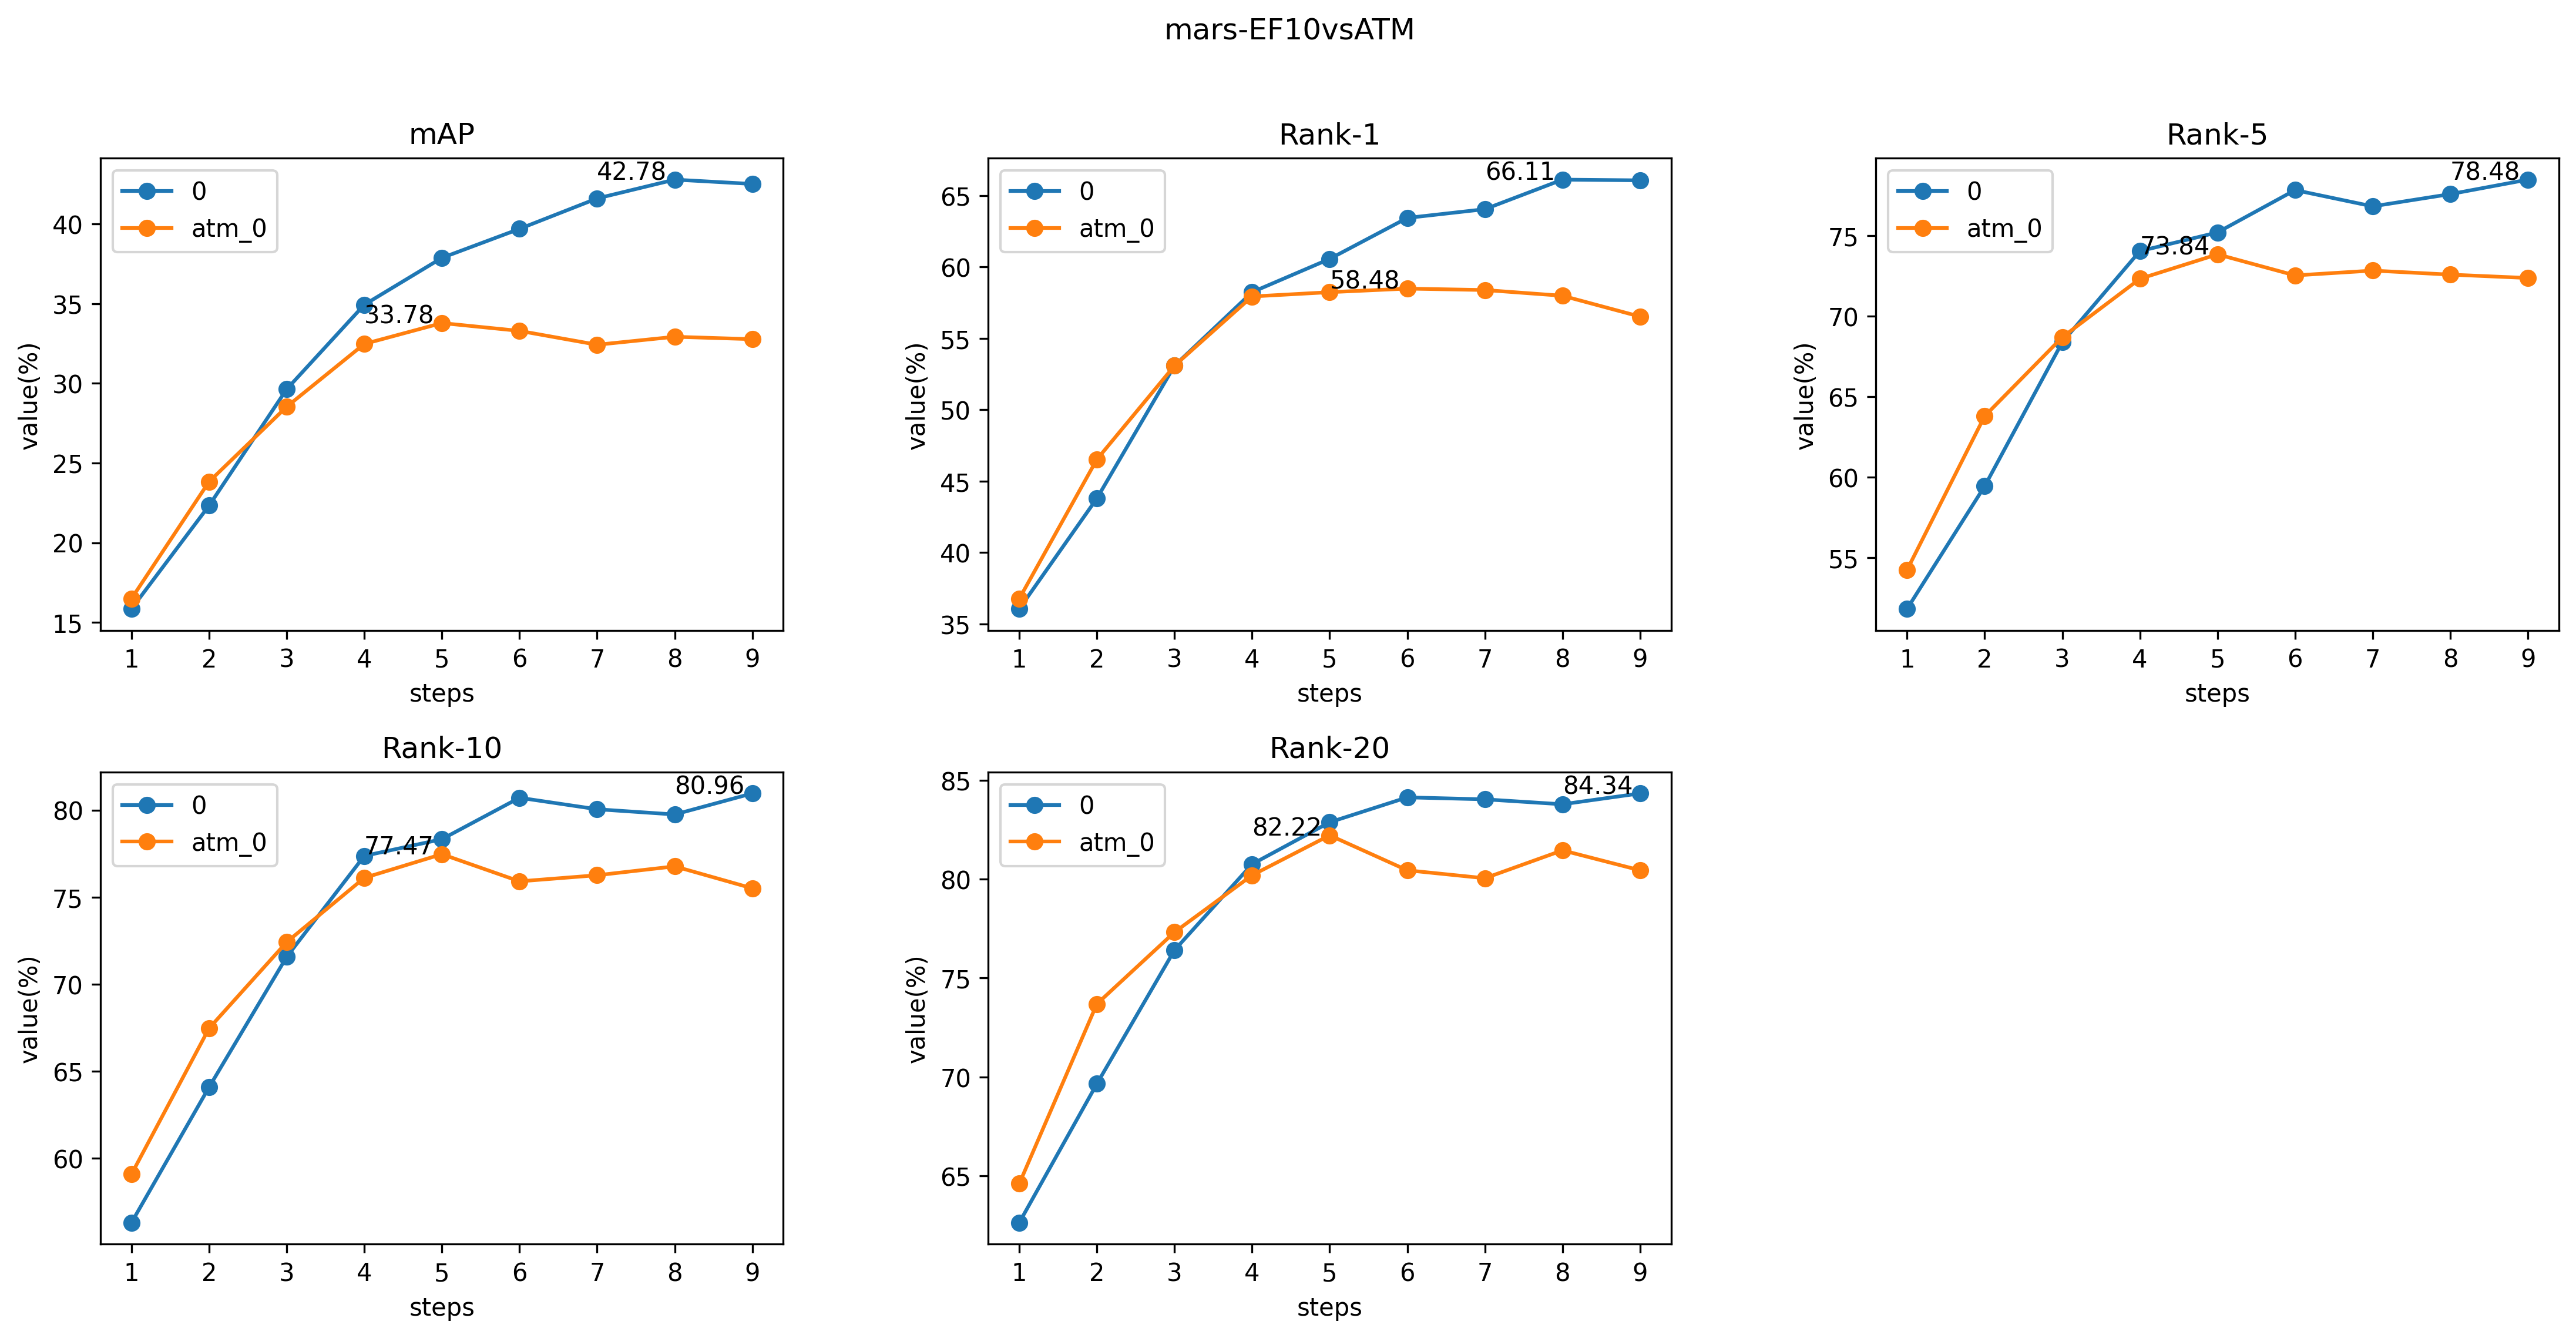 mars-EF10vsATM
mAP
0
atm_0
42.78
33.78
value(%)
40
35
30
25
20
15
1 2 3 4 5 6 7 8 9
steps
Rank-1
0
atm_0
66.11
58.48
value(%)
65
60
55
50
45
40
35
1 2 3 4 5 6 7 8 9
steps
Rank-5
0
atm_0
78.48
73.84
value(%)
75
70
65
60
55
1 2 3 4 5 6 7 8 9
steps
Rank-10
0
atm_0
80.96
77.47
value(%)
80
75
70
65
60
1 2 3 4 5 6 7 8 9
steps
Rank-20
0
atm_0
84.34
82.22
value(%)
85
80
75
70
65
1 2 3 4 5 6 7 8 9
steps